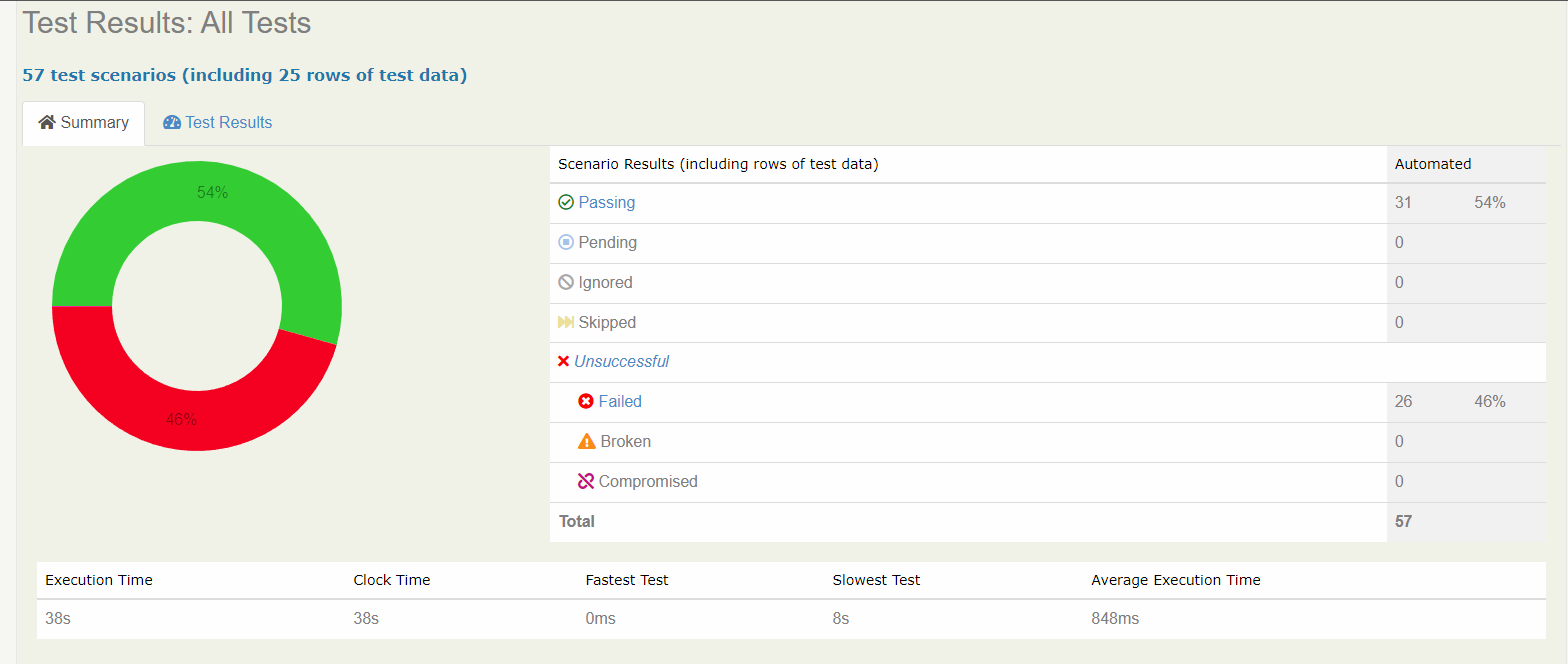 Test Results: All Tests
57 test scenarios (including 25 rows of test data)
Summary Test Results
54%
46%
Scenario Results (including rows of test data) Automated
Passing 31 54%
Pending 0
Ignored 0
Skipped 0
Unsuccessful
Failed 26 46%
Broken 0
Compromised 0
Total 57
Execution Time Clock Time Fastest Test Slowest Test Average Execution Time
38s 38s 0ms 8s 848ms